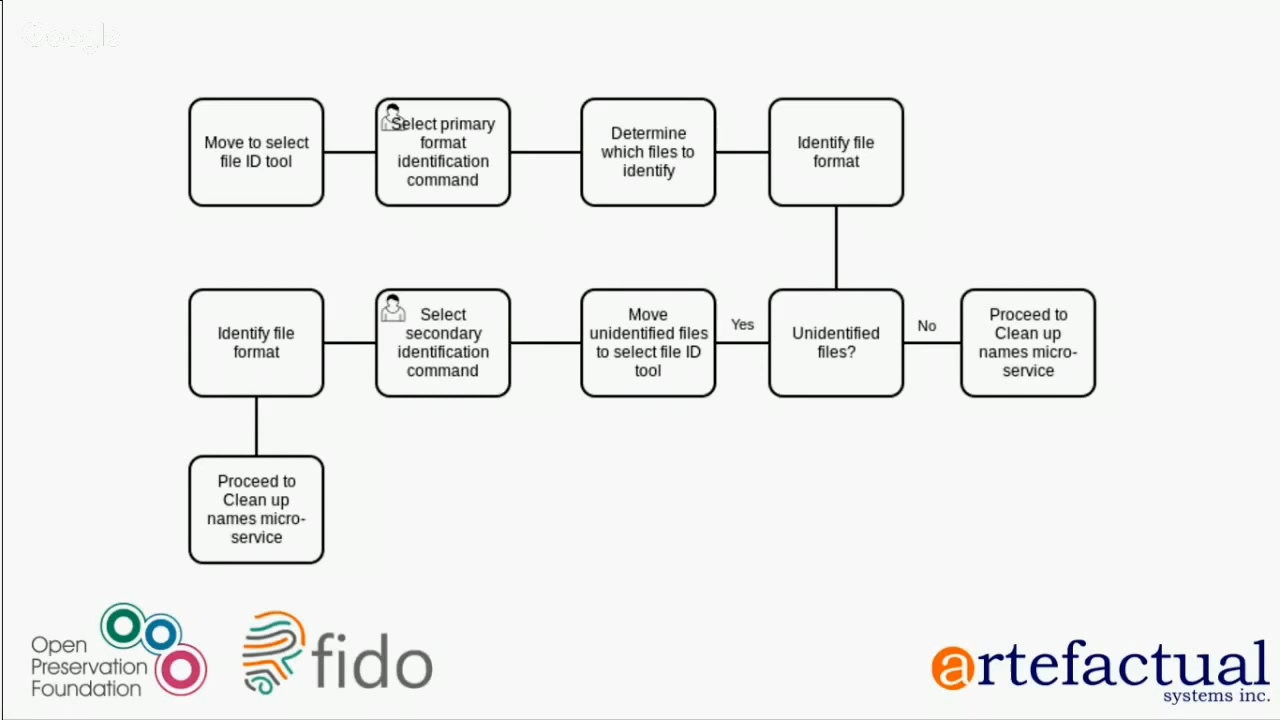 Google
Move to select
file ID tool
Select primary
format
identification
command
Determine
which files to
identify
Identify file
format
Identify file
format
Select
secondary
identification
command
Move
unidentified files
to select file ID
tool
Yes
Unidentified
files?
No
Proceed to
Clean up
names micro-
service
Proceed to
Clean up
names micro-
service
Open
Preservation
Foundation
fido
artefactual
systems inc.